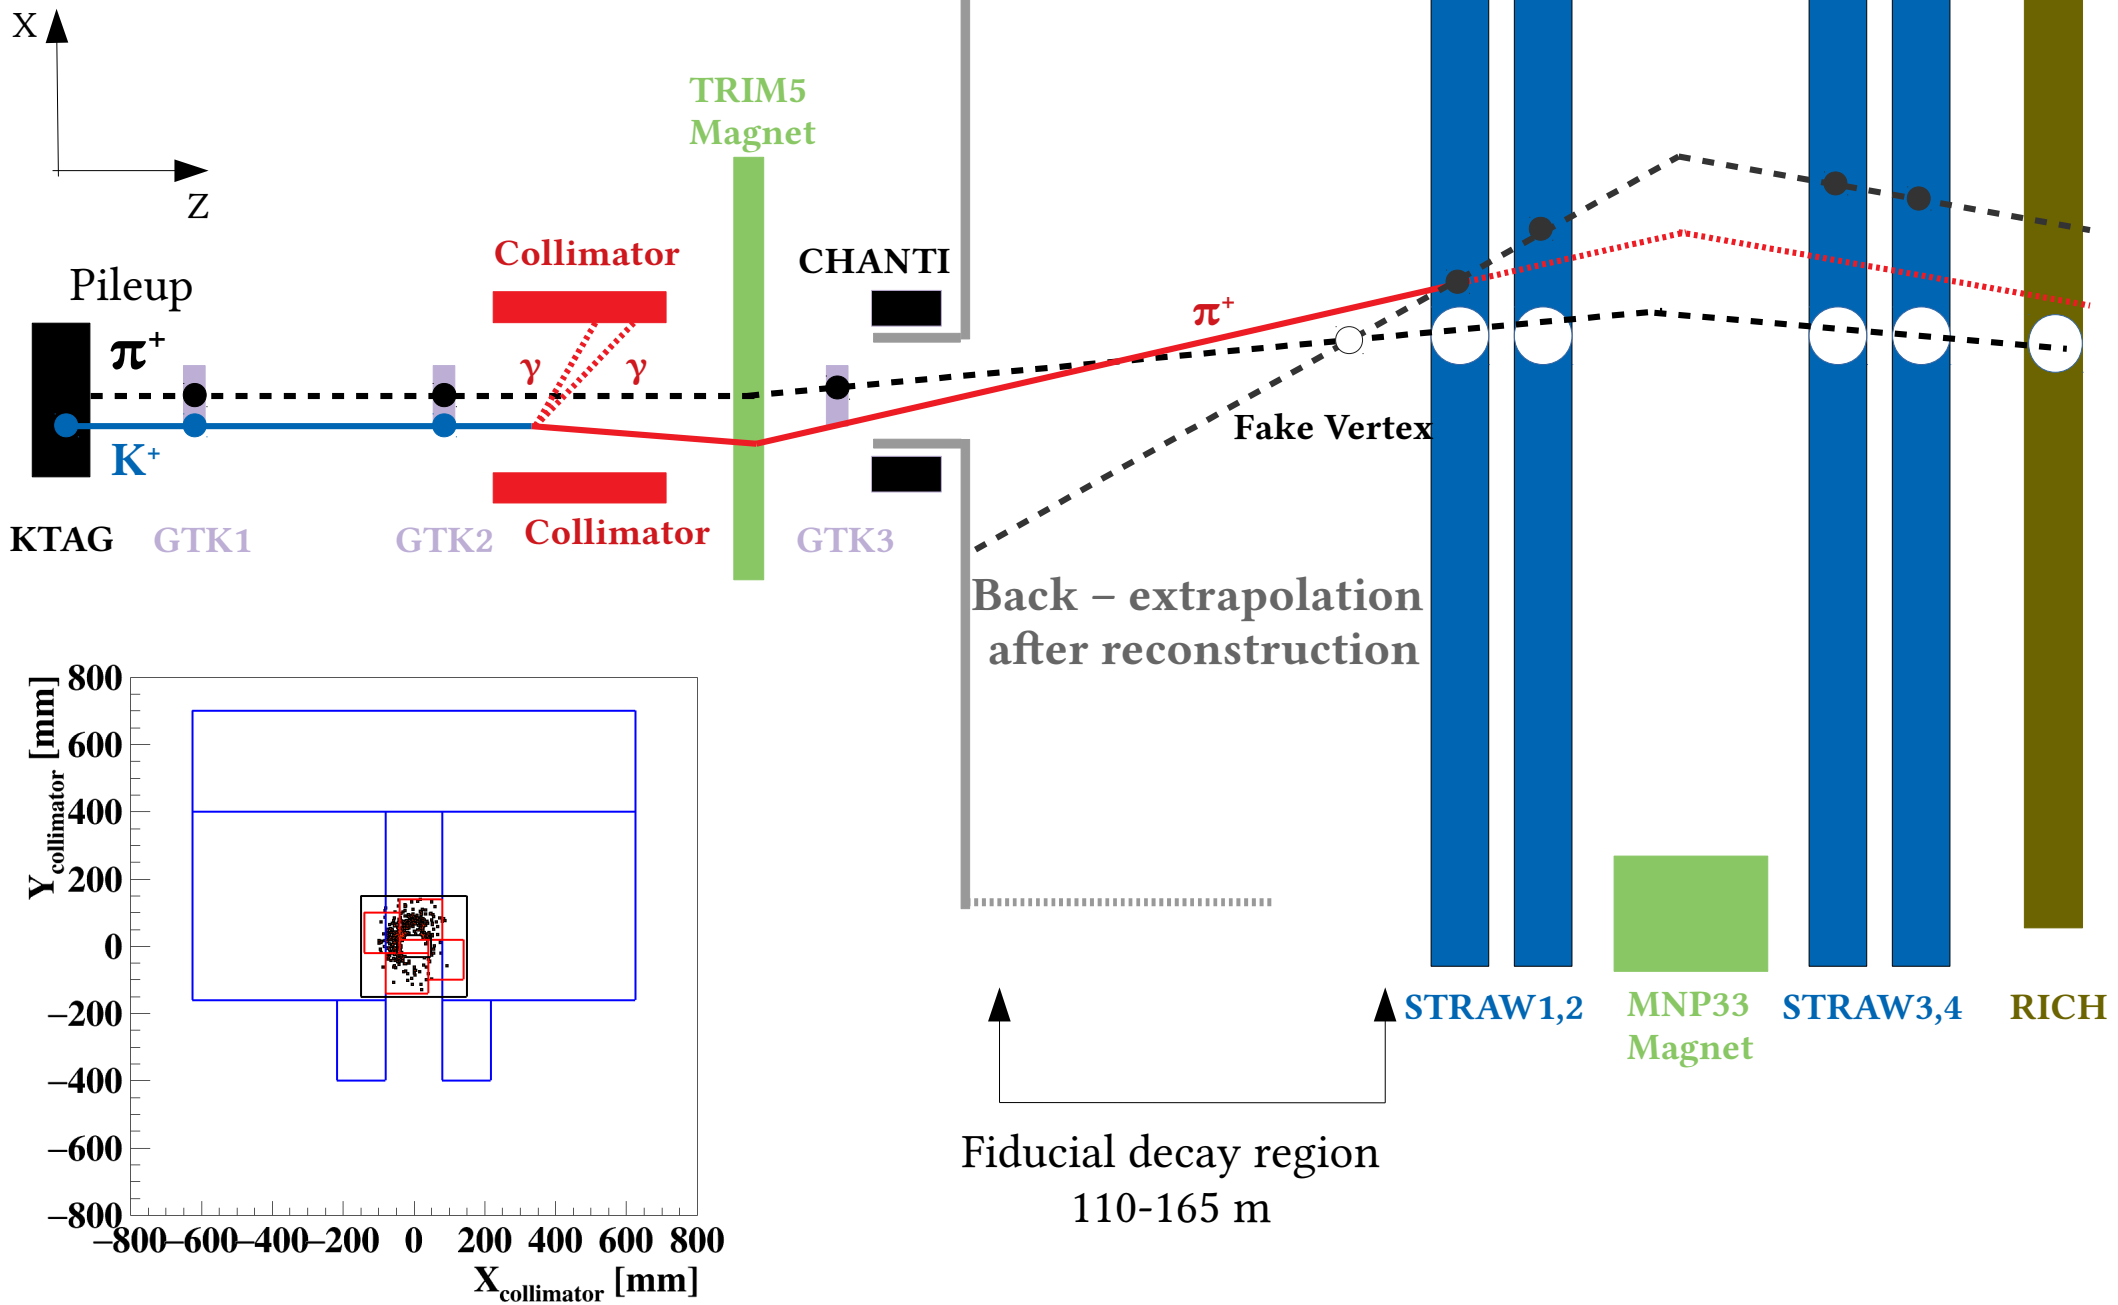 X
Z
TRIM5
Magnet
Collimator
CHANTI
Pileup
π⁺
γ
γ
π⁺
K⁺
Fake Vertex
KTAG
GTK1
GTK2
Collimator
GTK3
Back – extrapolation
after reconstruction
800
600
400
200
0
−200
−400
−600
−800
Y_collimator [mm]
−800 −600 −400 −200 0 200 400 600 800
X_collimator [mm]
STRAW1,2
MNP33
Magnet
STRAW3,4
RICH
Fiducial decay region
110-165 m